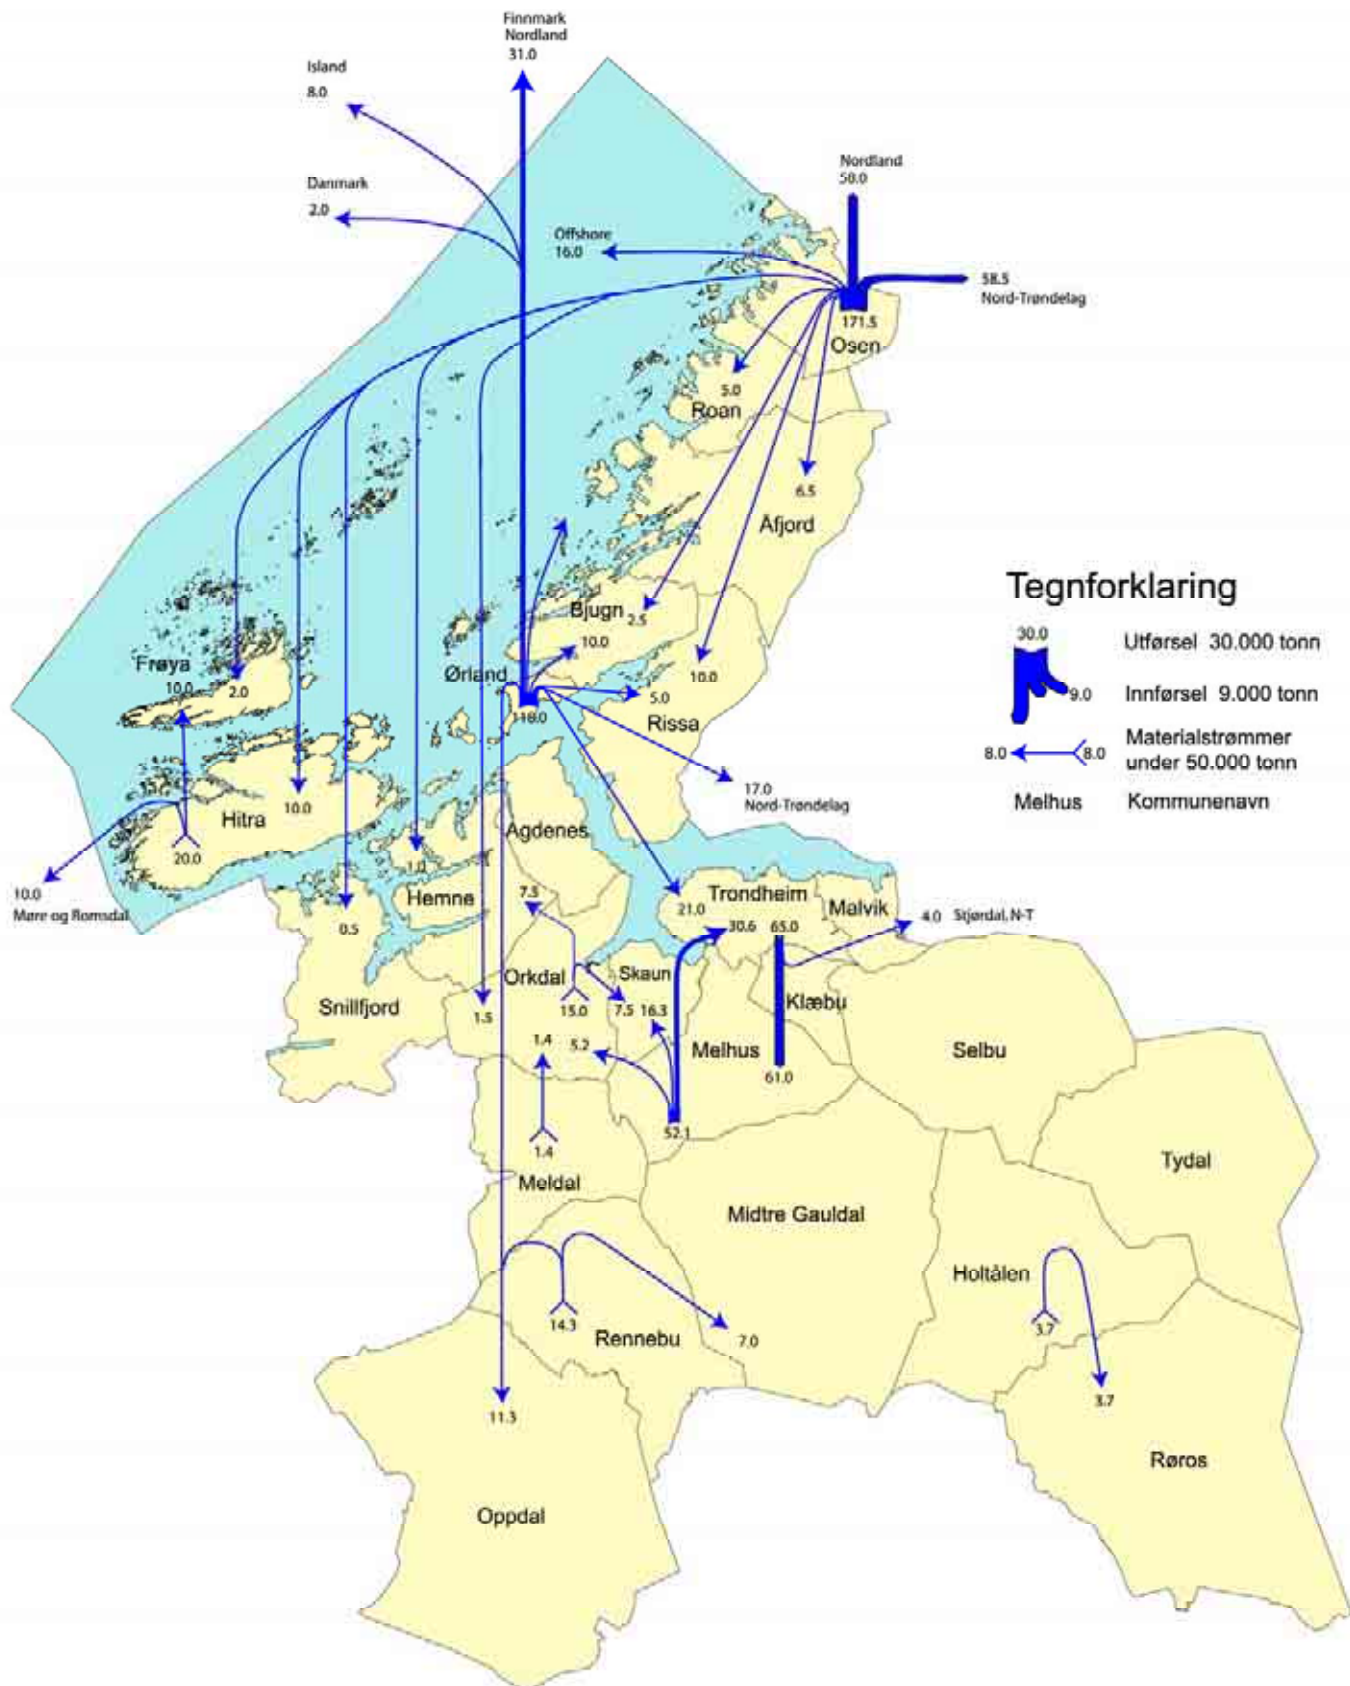 Finnmark
Nordland
31.0
Island
8.0
Danmark
2.0
Nordland
50.0
Offshore
16.0
58.5
Nord-Trøndelag
171.5
Osen
5.0
Roan
6.5
Åfjord
Tegnforklaring
30.0
Utførsel 30.000 tonn
9.0
Innførsel 9.000 tonn
8.0
8.0
Materialstrømmer
under 50.000 tonn
Melhus
Kommunenavn
Bjugn
2.5
10.0
Frøya
10.0
2.0
Ørland
118.0
5.0
10.0
Rissa
17.0
Nord-Trøndelag
10.0
Hitra
20.0
Agdenes
1.0
Hemne
7.5
10.0
Møre og Romsdal
0.5
Snillfjord
Trondheim
21.0
30.6
65.0
Malvik
4.0
Stjørdal, N-T
Orkdal
Skaun
15.0
7.5
16.3
Klæbu
1.5
1.4
5.2
Melhus
61.0
Selbu
52.1
1.4
Meldal
Tydal
Midtre Gauldal
Holtålen
14.3
Rennebu
7.0
3.7
11.3
3.7
Røros
Oppdal